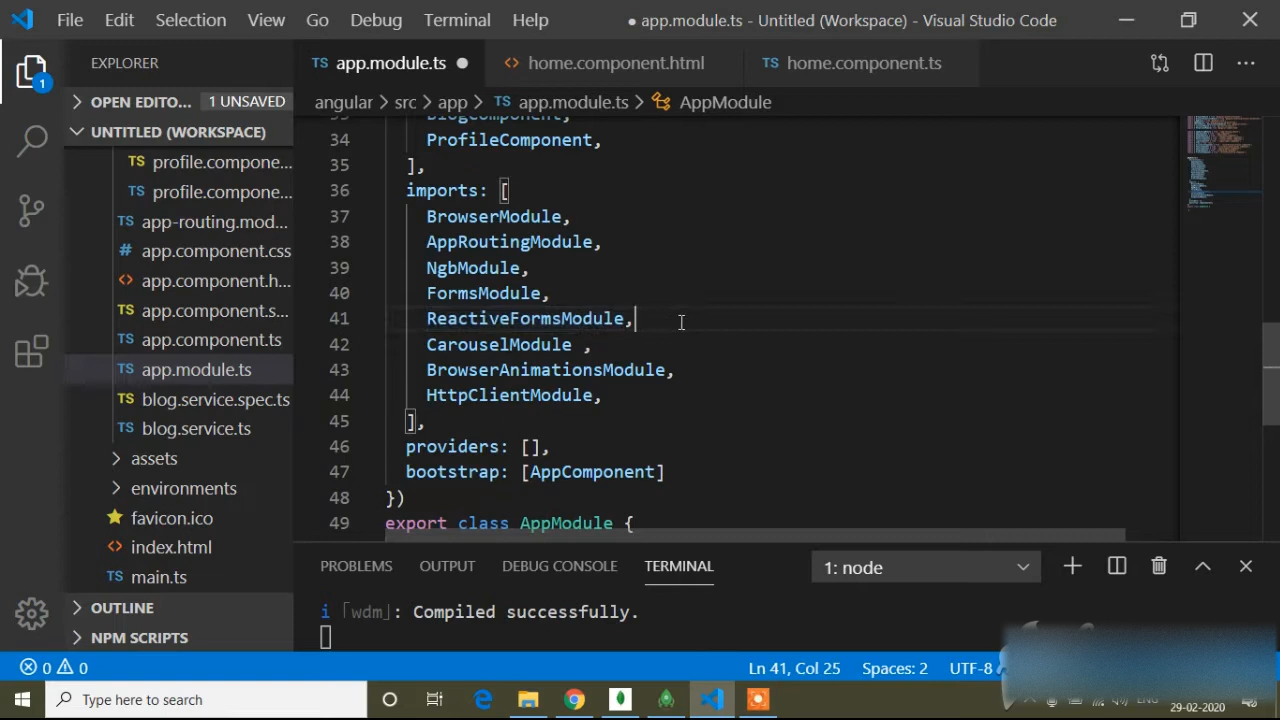 File Edit Selection View Go Debug Terminal Help ● app.module.ts - Untitled (Workspace) - Visual Studio Code
EXPLORER
TS app.module.ts ●
<> home.component.html
TS home.component.ts
OPEN EDITO... 1 UNSAVED
angular > src > app > TS app.module.ts > AppModule
UNTITLED (WORKSPACE)
TS profile.compone...
TS profile.compone...
TS app-routing.mod...
# app.component.css
<> app.component.h...
TS app.component.s...
TS app.component.ts
TS app.module.ts
TS blog.service.spec.ts
TS blog.service.ts
> assets
> environments
favicon.ico
<> index.html
TS main.ts
OUTLINE
NPM SCRIPTS
1
33 BlogComponent,
34 ProfileComponent,
35 ],
36 imports: [
37 BrowserModule,
38 AppRoutingModule,
39 NgbModule,
40 FormsModule,
41 ReactiveFormsModule,
42 CarouselModule ,
43 BrowserAnimationsModule,
44 HttpClientModule,
45 ],
46 providers: [],
47 bootstrap: [AppComponent]
48 })
49 export class AppModule {
PROBLEMS OUTPUT DEBUG CONSOLE TERMINAL 1: node
i ｢wdm｣: Compiled successfully.
0 0 Ln 41, Col 25 Spaces: 2 UTF-8
Type here to search
ENG
29-02-2020